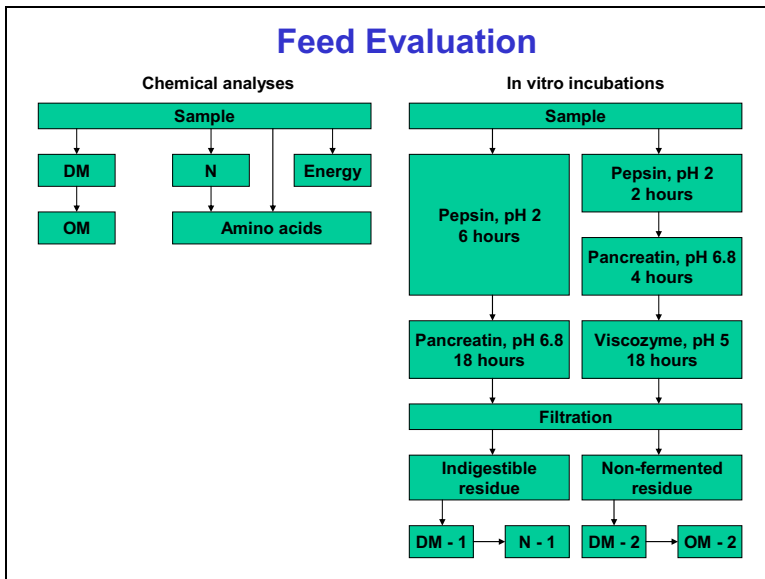 Feed Evaluation
Chemical analyses
Sample
DM
N
Energy
OM
Amino acids
In vitro incubations
Sample
Pepsin, pH 2
6 hours
Pancreatin, pH 6.8
18 hours
Pepsin, pH 2
2 hours
Pancreatin, pH 6.8
4 hours
Viscozyme, pH 5
18 hours
Filtration
Indigestible
residue
Non-fermented
residue
DM - 1
N - 1
DM - 2
OM - 2